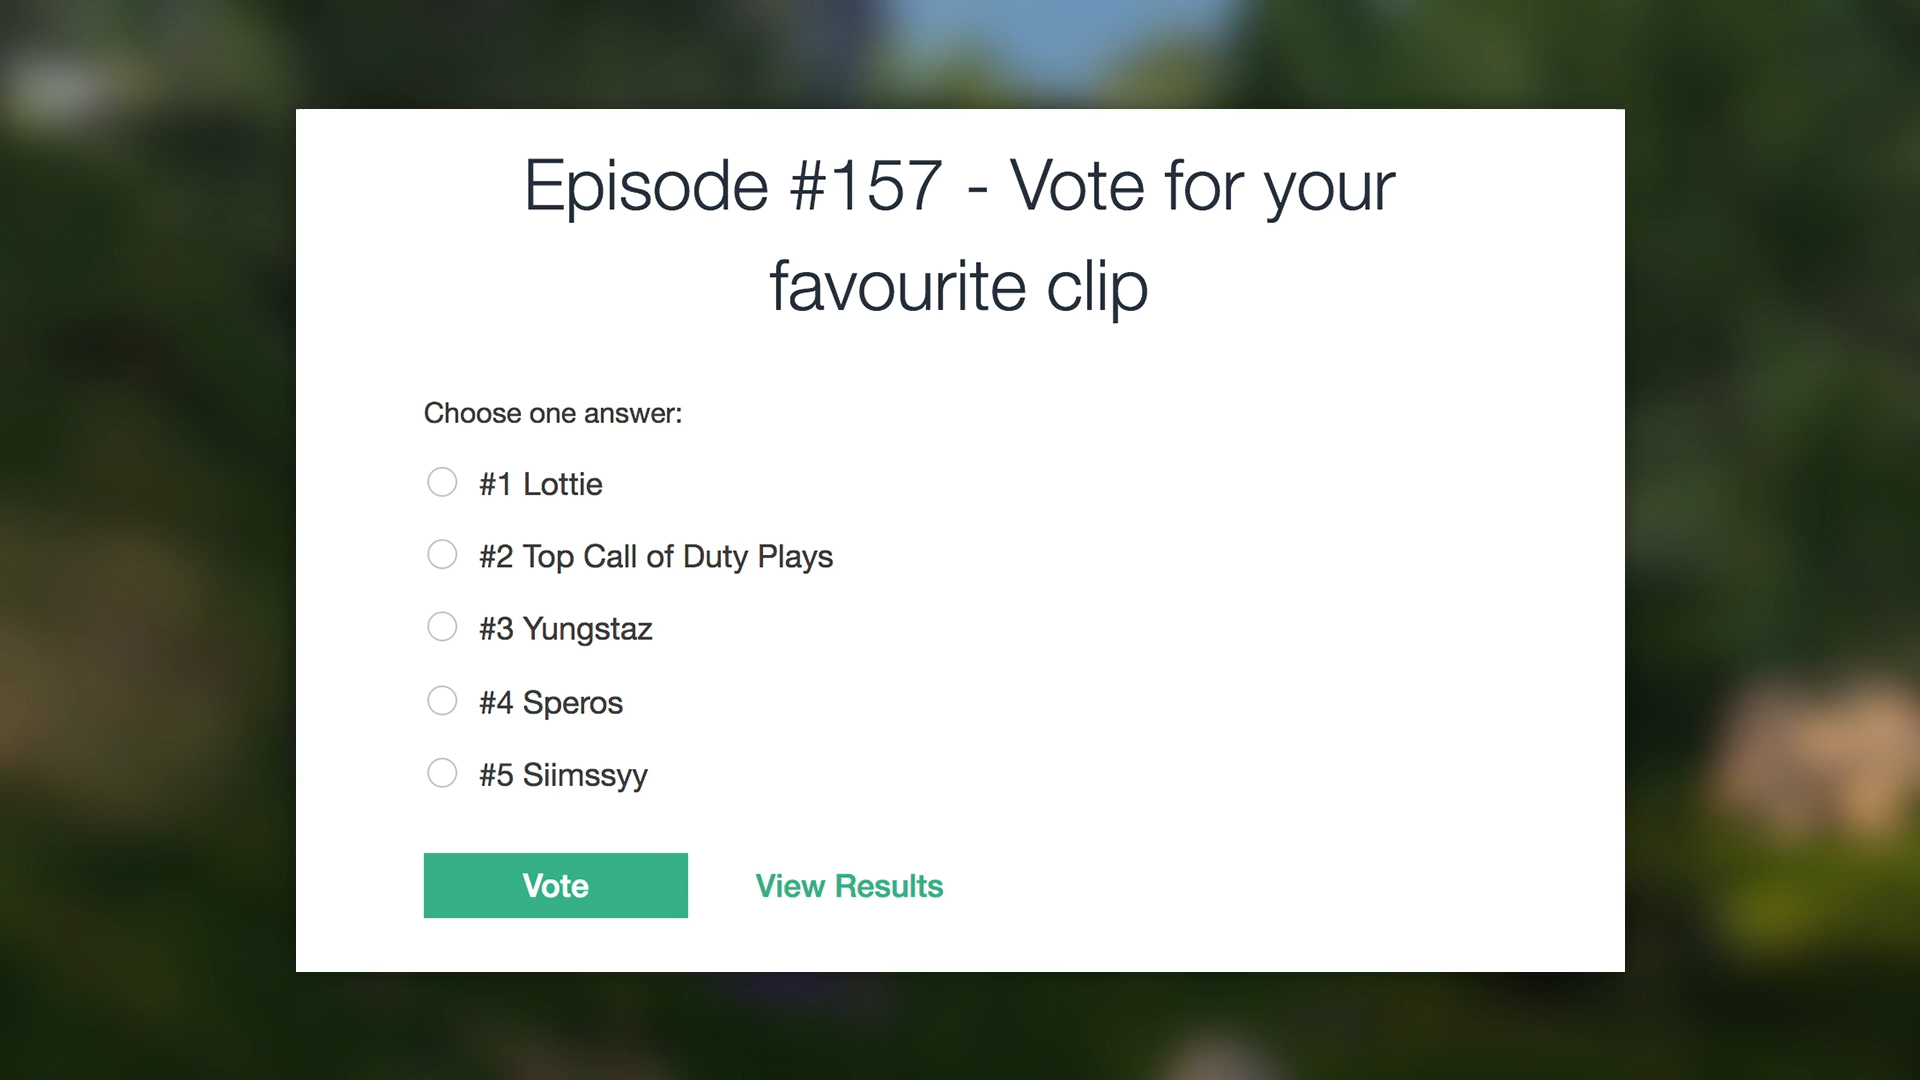 Episode #157 - Vote for your
favourite clip
Choose one answer:
#1 Lottie
#2 Top Call of Duty Plays
#3 Yungstaz
#4 Speros
#5 Siimssyy
Vote
View Results